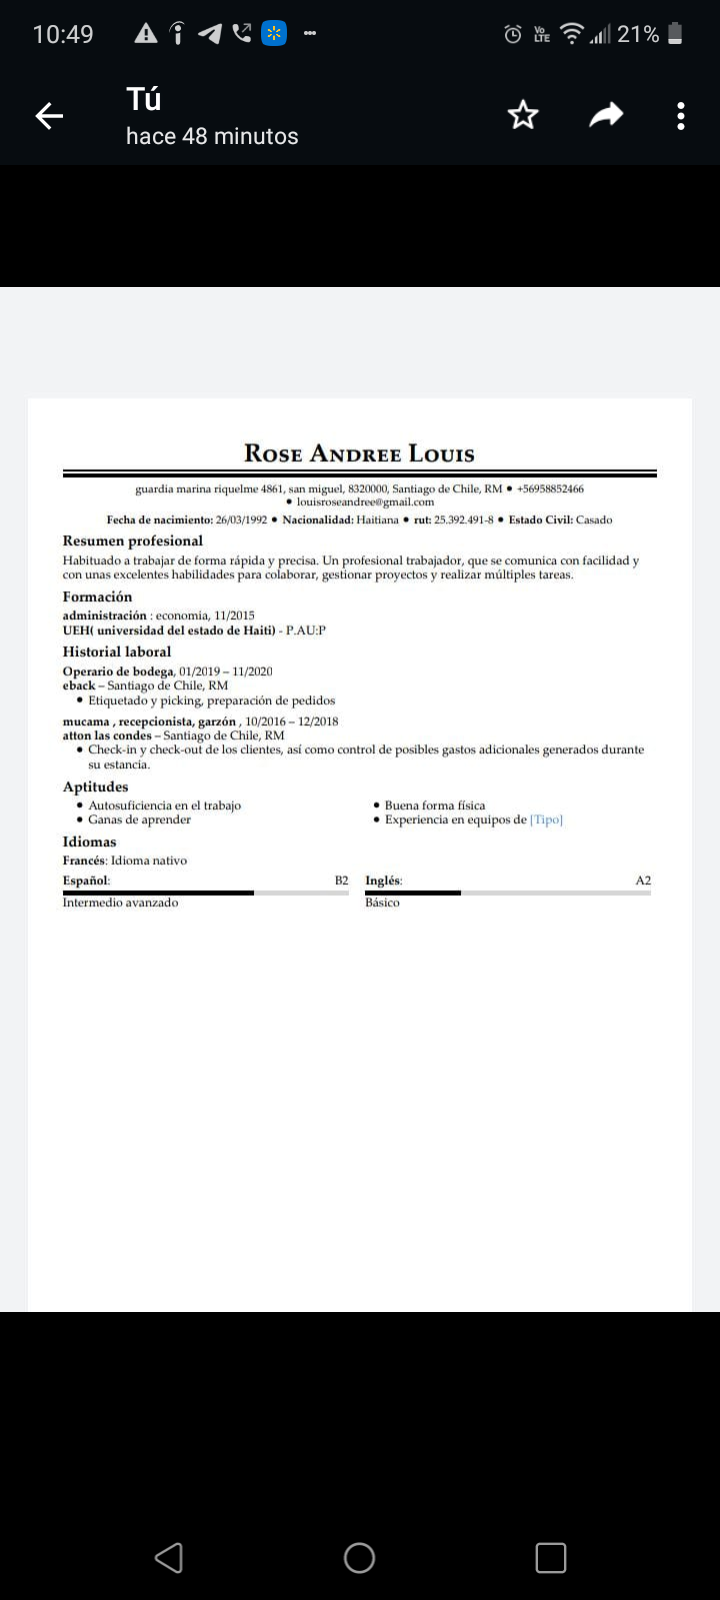 10:49
Vo LTE 21%
Tú
hace 48 minutos
Rose Andree Louis
guardia marina riquelme 4861, san miguel, 8320000, Santiago de Chile, RM • +56958852466
• louisroseandree@gmail.com
Fecha de nacimiento: 26/03/1992 • Nacionalidad: Haitiana • rut: 25.392.491-8 • Estado Civil: Casado
Resumen profesional
Habituado a trabajar de forma rápida y precisa. Un profesional trabajador, que se comunica con facilidad y
con unas excelentes habilidades para colaborar, gestionar proyectos y realizar múltiples tareas.
Formación
administración : economia, 11/2015
UEH( universidad del estado de Haiti) - P.AU:P
Historial laboral
Operario de bodega, 01/2019 – 11/2020
eback – Santiago de Chile, RM
• Etiquetado y picking, preparación de pedidos
mucama , recepcionista, garzón , 10/2016 – 12/2018
atton las condes – Santiago de Chile, RM
• Check-in y check-out de los clientes, así como control de posibles gastos adicionales generados durante
su estancia.
Aptitudes
• Autosuficiencia en el trabajo
• Ganas de aprender
• Buena forma física
• Experiencia en equipos de [Tipo]
Idiomas
Francés: Idioma nativo
Español: B2
Intermedio avanzado
Inglés: A2
Básico